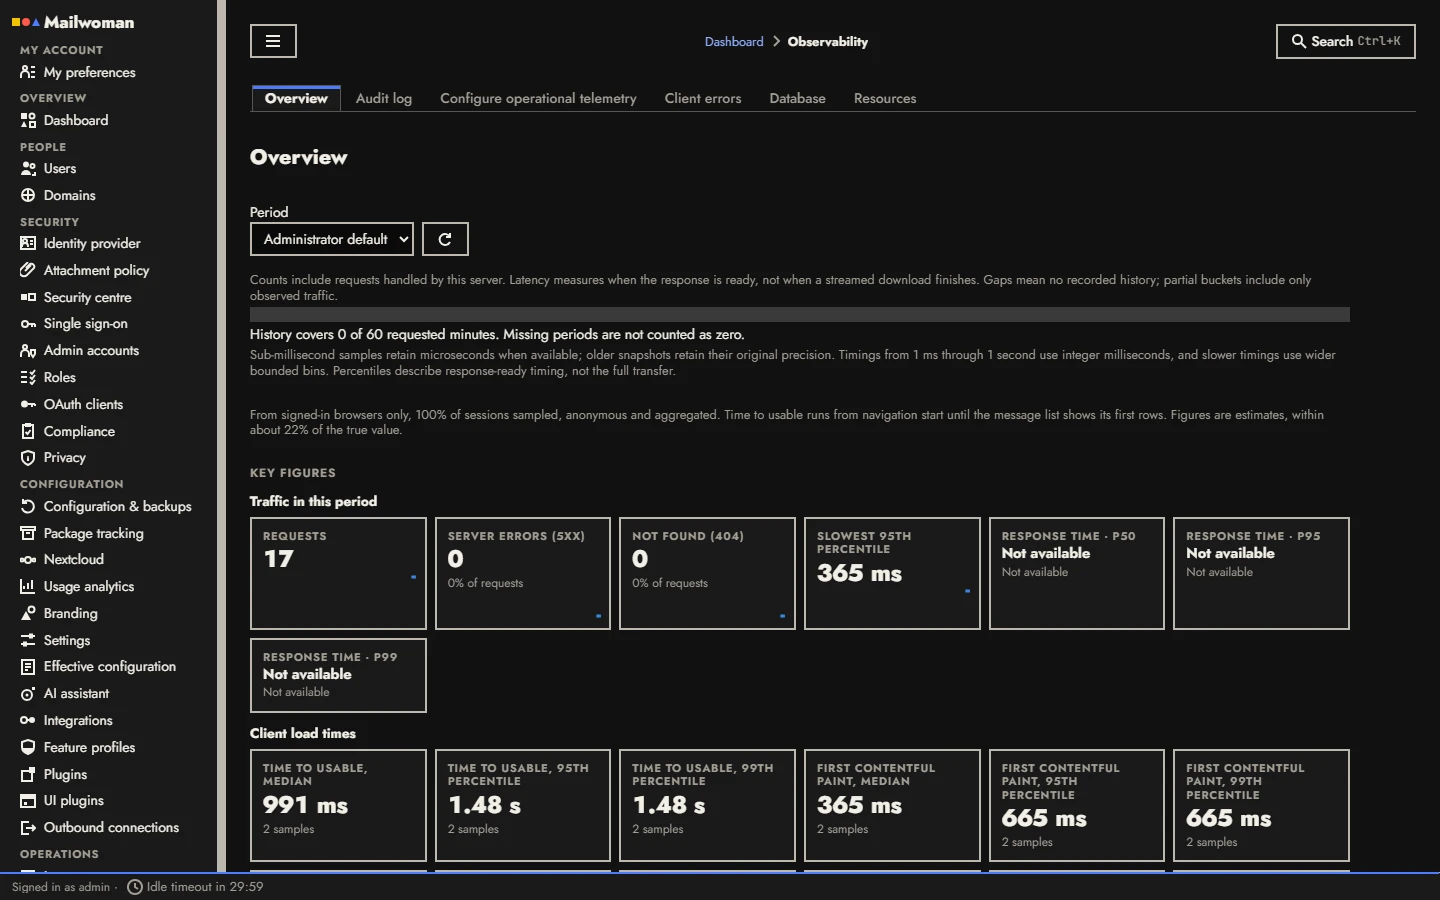 Mailwoman
MY ACCOUNT
My preferences
OVERVIEW
Dashboard
PEOPLE
Users
Domains
SECURITY
Identity provider
Attachment policy
Security centre
Single sign-on
Admin accounts
Roles
OAuth clients
Compliance
Privacy
CONFIGURATION
Configuration & backups
Package tracking
Nextcloud
Usage analytics
Branding
Settings
Effective configuration
AI assistant
Integrations
Feature profiles
Plugins
UI plugins
Outbound connections
OPERATIONS
Dashboard > Observability
Search Ctrl+K
Overview Audit log Configure operational telemetry Client errors Database Resources
Overview
Period
Administrator default
Counts include requests handled by this server. Latency measures when the response is ready, not when a streamed download finishes. Gaps mean no recorded history; partial buckets include only
observed traffic.
History covers 0 of 60 requested minutes. Missing periods are not counted as zero.
Sub-millisecond samples retain microseconds when available; older snapshots retain their original precision. Timings from 1 ms through 1 second use integer milliseconds, and slower timings use wider
bounded bins. Percentiles describe response-ready timing, not the full transfer.
From signed-in browsers only, 100% of sessions sampled, anonymous and aggregated. Time to usable runs from navigation start until the message list shows its first rows. Figures are estimates, within
about 22% of the true value.
KEY FIGURES
Traffic in this period
REQUESTS
17
SERVER ERRORS (5XX)
0
0% of requests
NOT FOUND (404)
0
0% of requests
SLOWEST 95TH
PERCENTILE
365 ms
RESPONSE TIME · P50
Not available
Not available
RESPONSE TIME · P95
Not available
Not available
RESPONSE TIME · P99
Not available
Not available
Client load times
TIME TO USABLE,
MEDIAN
991 ms
2 samples
TIME TO USABLE, 95TH
PERCENTILE
1.48 s
2 samples
TIME TO USABLE, 99TH
PERCENTILE
1.48 s
2 samples
FIRST CONTENTFUL
PAINT, MEDIAN
365 ms
2 samples
FIRST CONTENTFUL
PAINT, 95TH
PERCENTILE
665 ms
2 samples
FIRST CONTENTFUL
PAINT, 99TH
PERCENTILE
665 ms
2 samples
Signed in as admin · Idle timeout in 29:59